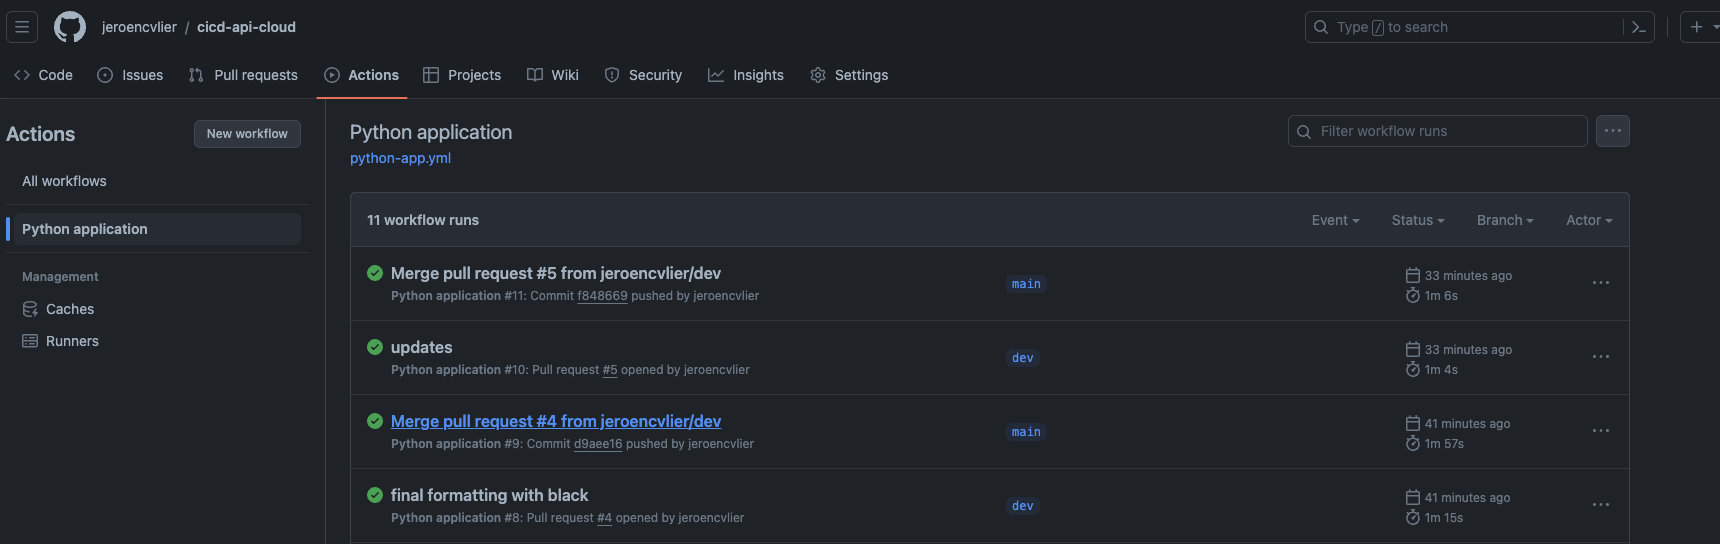 jeroencvlier / cicd-api-cloud
Type / to search
Code Issues Pull requests Actions Projects Wiki Security Insights Settings
Actions
New workflow
All workflows
Python application
Management
Caches
Runners
Python application
python-app.yml
Filter workflow runs
11 workflow runs
Event Status Branch Actor
Merge pull request #5 from jeroencvlier/dev
Python application #11: Commit f848669 pushed by jeroencvlier
main
33 minutes ago
1m 6s
updates
Python application #10: Pull request #5 opened by jeroencvlier
dev
33 minutes ago
1m 4s
Merge pull request #4 from jeroencvlier/dev
Python application #9: Commit d9aee16 pushed by jeroencvlier
main
41 minutes ago
1m 57s
final formatting with black
Python application #8: Pull request #4 opened by jeroencvlier
dev
41 minutes ago
1m 15s